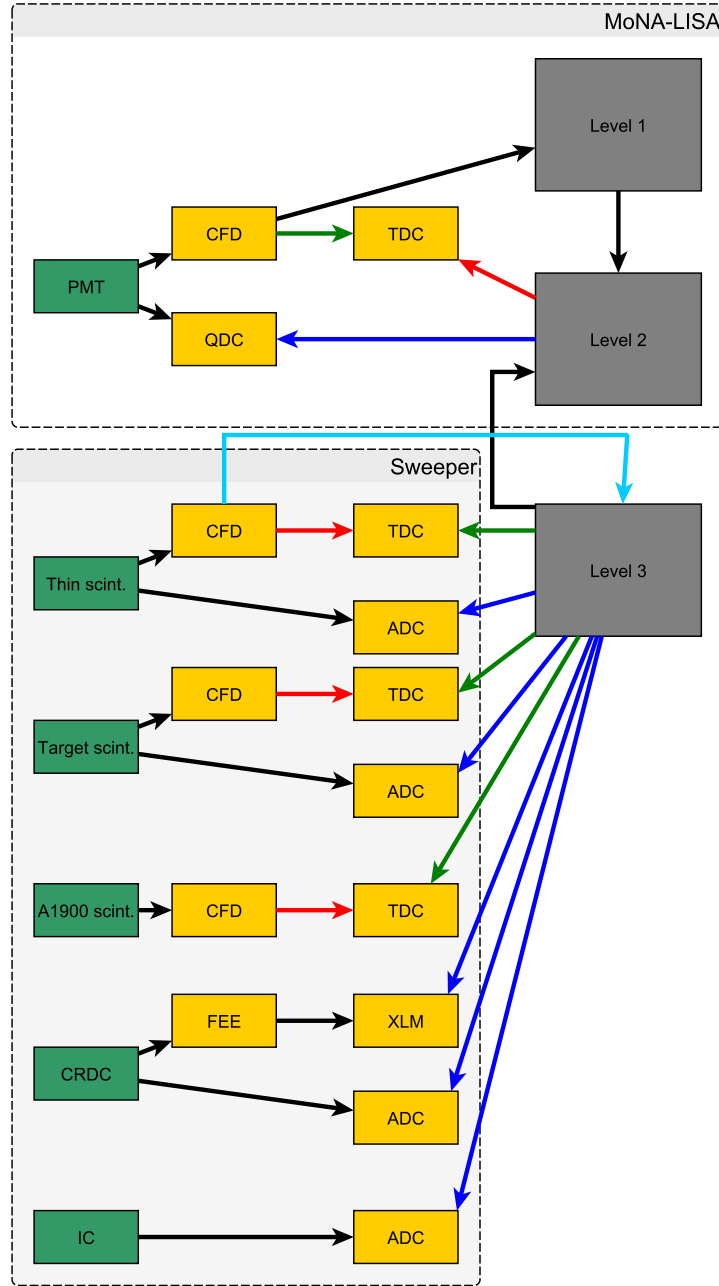 MoNA-LISA
Level 1
CFD
TDC
PMT
QDC
Level 2
Sweeper
CFD
TDC
Level 3
Thin scint.
ADC
CFD
TDC
Target scint.
ADC
A1900 scint.
CFD
TDC
FEE
XLM
CRDC
ADC
IC
ADC